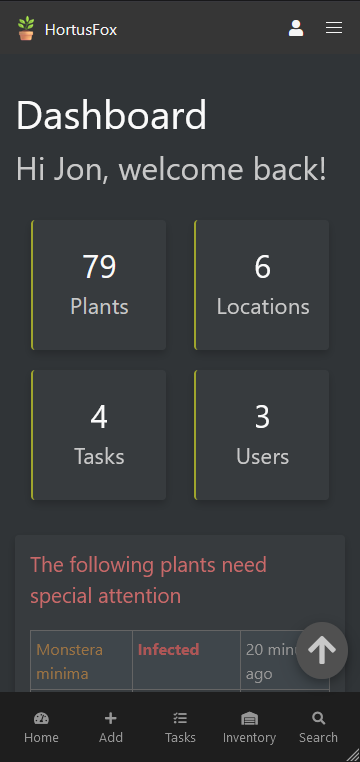 HortusFox
Dashboard
Hi Jon, welcome back!
79
Plants
6
Locations
4
Tasks
3
Users
The following plants need
special attention
Monstera
minima
Infected
20
ago
Home
Add
Tasks
Inventory
Search